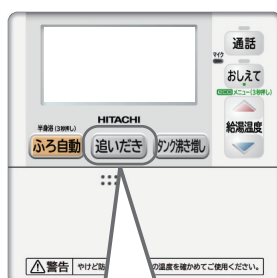 通話
マイク
おしえて
ECO メニュー(3秒押し)
HITACHI
半身浴(3秒押し)
ふろ自動
追いだき
タンク沸き増し
給湯温度
警告
やけど防
の温度を確かめてご使用ください。